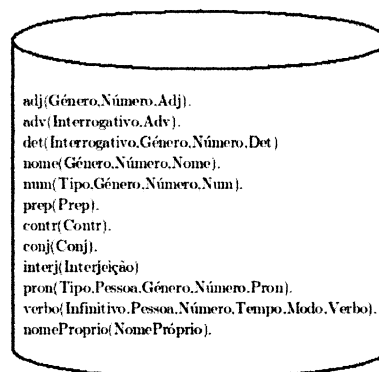 adj(Género,Número,Adj).
adv(Interrogativo,Adv).
det(Interrogativo,Género,Número,Det)
nome(Género,Número,Nome).
num(Tipo,Género,Número,Num).
prep(Prep).
contr(Contr).
conj(Conj).
interj(Interjeição)
pron(Tipo,Pessoa,Género,Número,Pron).
verbo(Infinitivo,Pessoa,Número,Tempo,Modo,Verbo).
nomeProprio(NomePróprio).